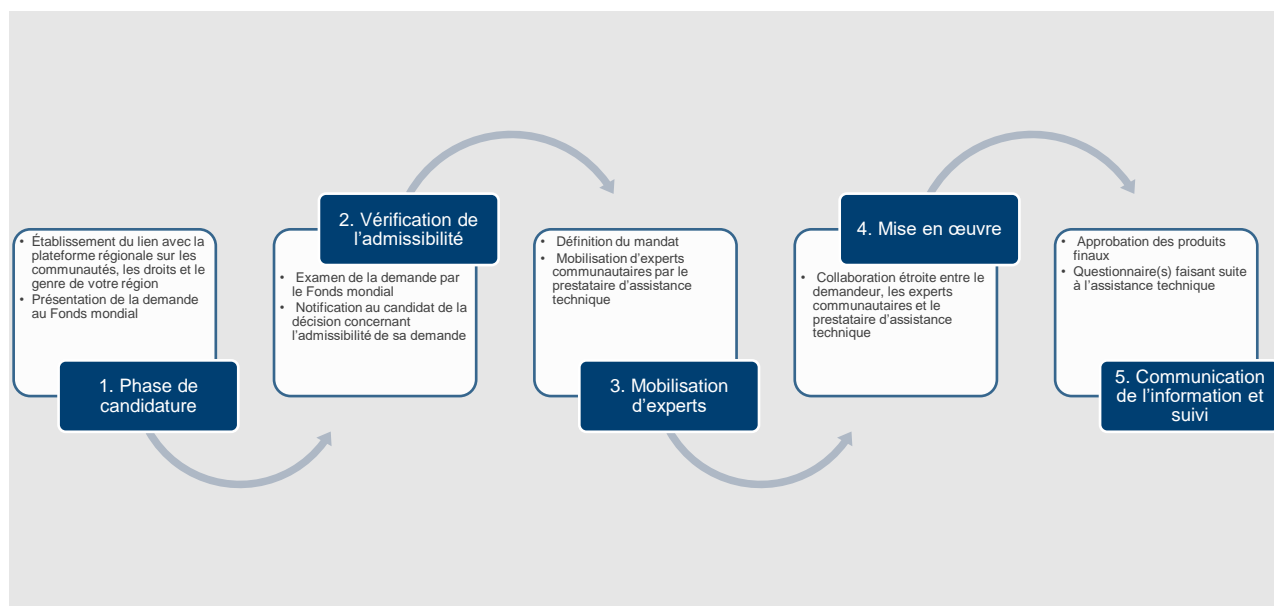 • Établissement du lien avec la
plateforme régionale sur les
communautés, les droits et le
genre de votre région
• Présentation de la demande
au Fonds mondial
1. Phase de
candidature
2. Vérification de
l’admissibilité
• Examen de la demande par
le Fonds mondial
• Notification au candidat de la
décision concernant
l’admissibilité de sa demande
• Définition du mandat
• Mobilisation d’experts
communautaires par le
prestataire d’assistance
technique
3. Mobilisation
d’experts
4. Mise en œuvre
• Collaboration étroite entre le
demandeur, les experts
communautaires et le
prestataire d’assistance
technique
• Approbation des produits
finaux
• Questionnaire(s) faisant suite
à l’assistance technique
5. Communication
de l’information et
suivi